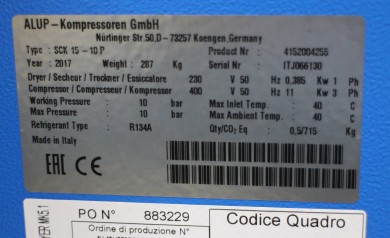 ALUP-Kompressoren GmbH
Nürtinger Str.50,D-73257 Koengen,Germany
Type : SCK 15-10 P Product Nr : 4152004255
Year : 2017 Weight : 287 Kg Serial Nr : ITJ066130
Dryer / Secheur / Trockner / Essiccatore 230 V 50 Hz 0.385 Kw 1 Ph
Compressor / Compresseur / Kompressor / Compressore 400 V 50 Hz 11 Kw 3 Ph
Working Pressure : 10 bar Max Inlet Temp. : 40 C
Max Pressure : 10 bar Max Ambient Temp. : 40 C
Refrigerant Type : R134A Qty/CO₂ Eq : 0.5/715 Kg
Made in Italy
EAC CE
PO N° 883229 Codice Quadro
Ordine di produzione N°